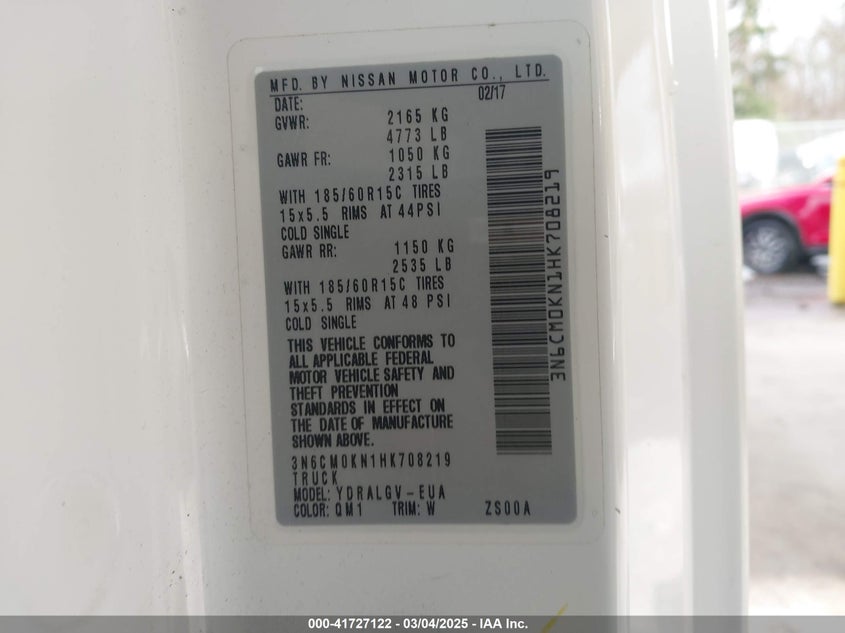 MFD. BY NISSAN MOTOR CO., LTD.
DATE: 02/17
GVWR: 2165 KG
4773 LB
GAWR FR: 1050 KG
2315 LB
WITH 185/60R15C TIRES
15x5.5 RIMS AT 44PSI
COLD SINGLE
GAWR RR: 1150 KG
2535 LB
WITH 185/60R15C TIRES
15x5.5 RIMS AT 48 PSI
COLD SINGLE
THIS VEHICLE CONFORMS TO
ALL APPLICABLE FEDERAL
MOTOR VEHICLE SAFETY AND
THEFT PREVENTION
STANDARDS IN EFFECT ON
THE DATE OF MANUFACTURE
SHOWN ABOVE.
3N6CM0KN1HK708219
TRUCK
MODEL: YDRALGV-EUA
COLOR: QM1 TRIM: W ZS00A
3N6CM0KN1HK708219
000-41727122 - 03/04/2025 - IAA Inc.